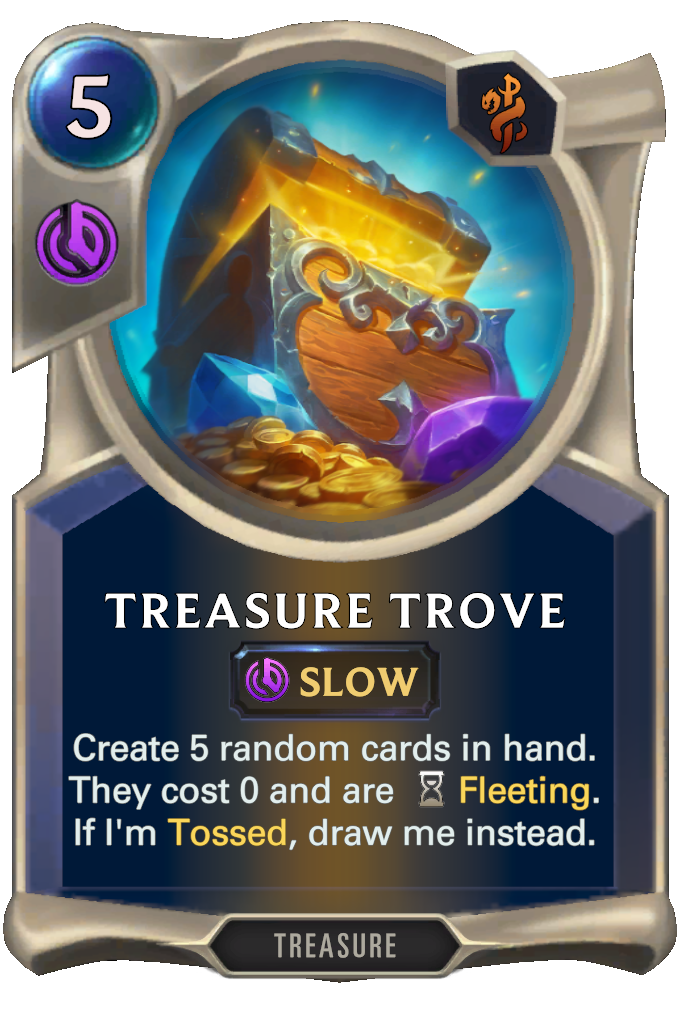 5
TREASURE TROVE
SLOW
Create 5 random cards in hand.
They cost 0 and are Fleeting.
If I'm Tossed, draw me instead.
TREASURE